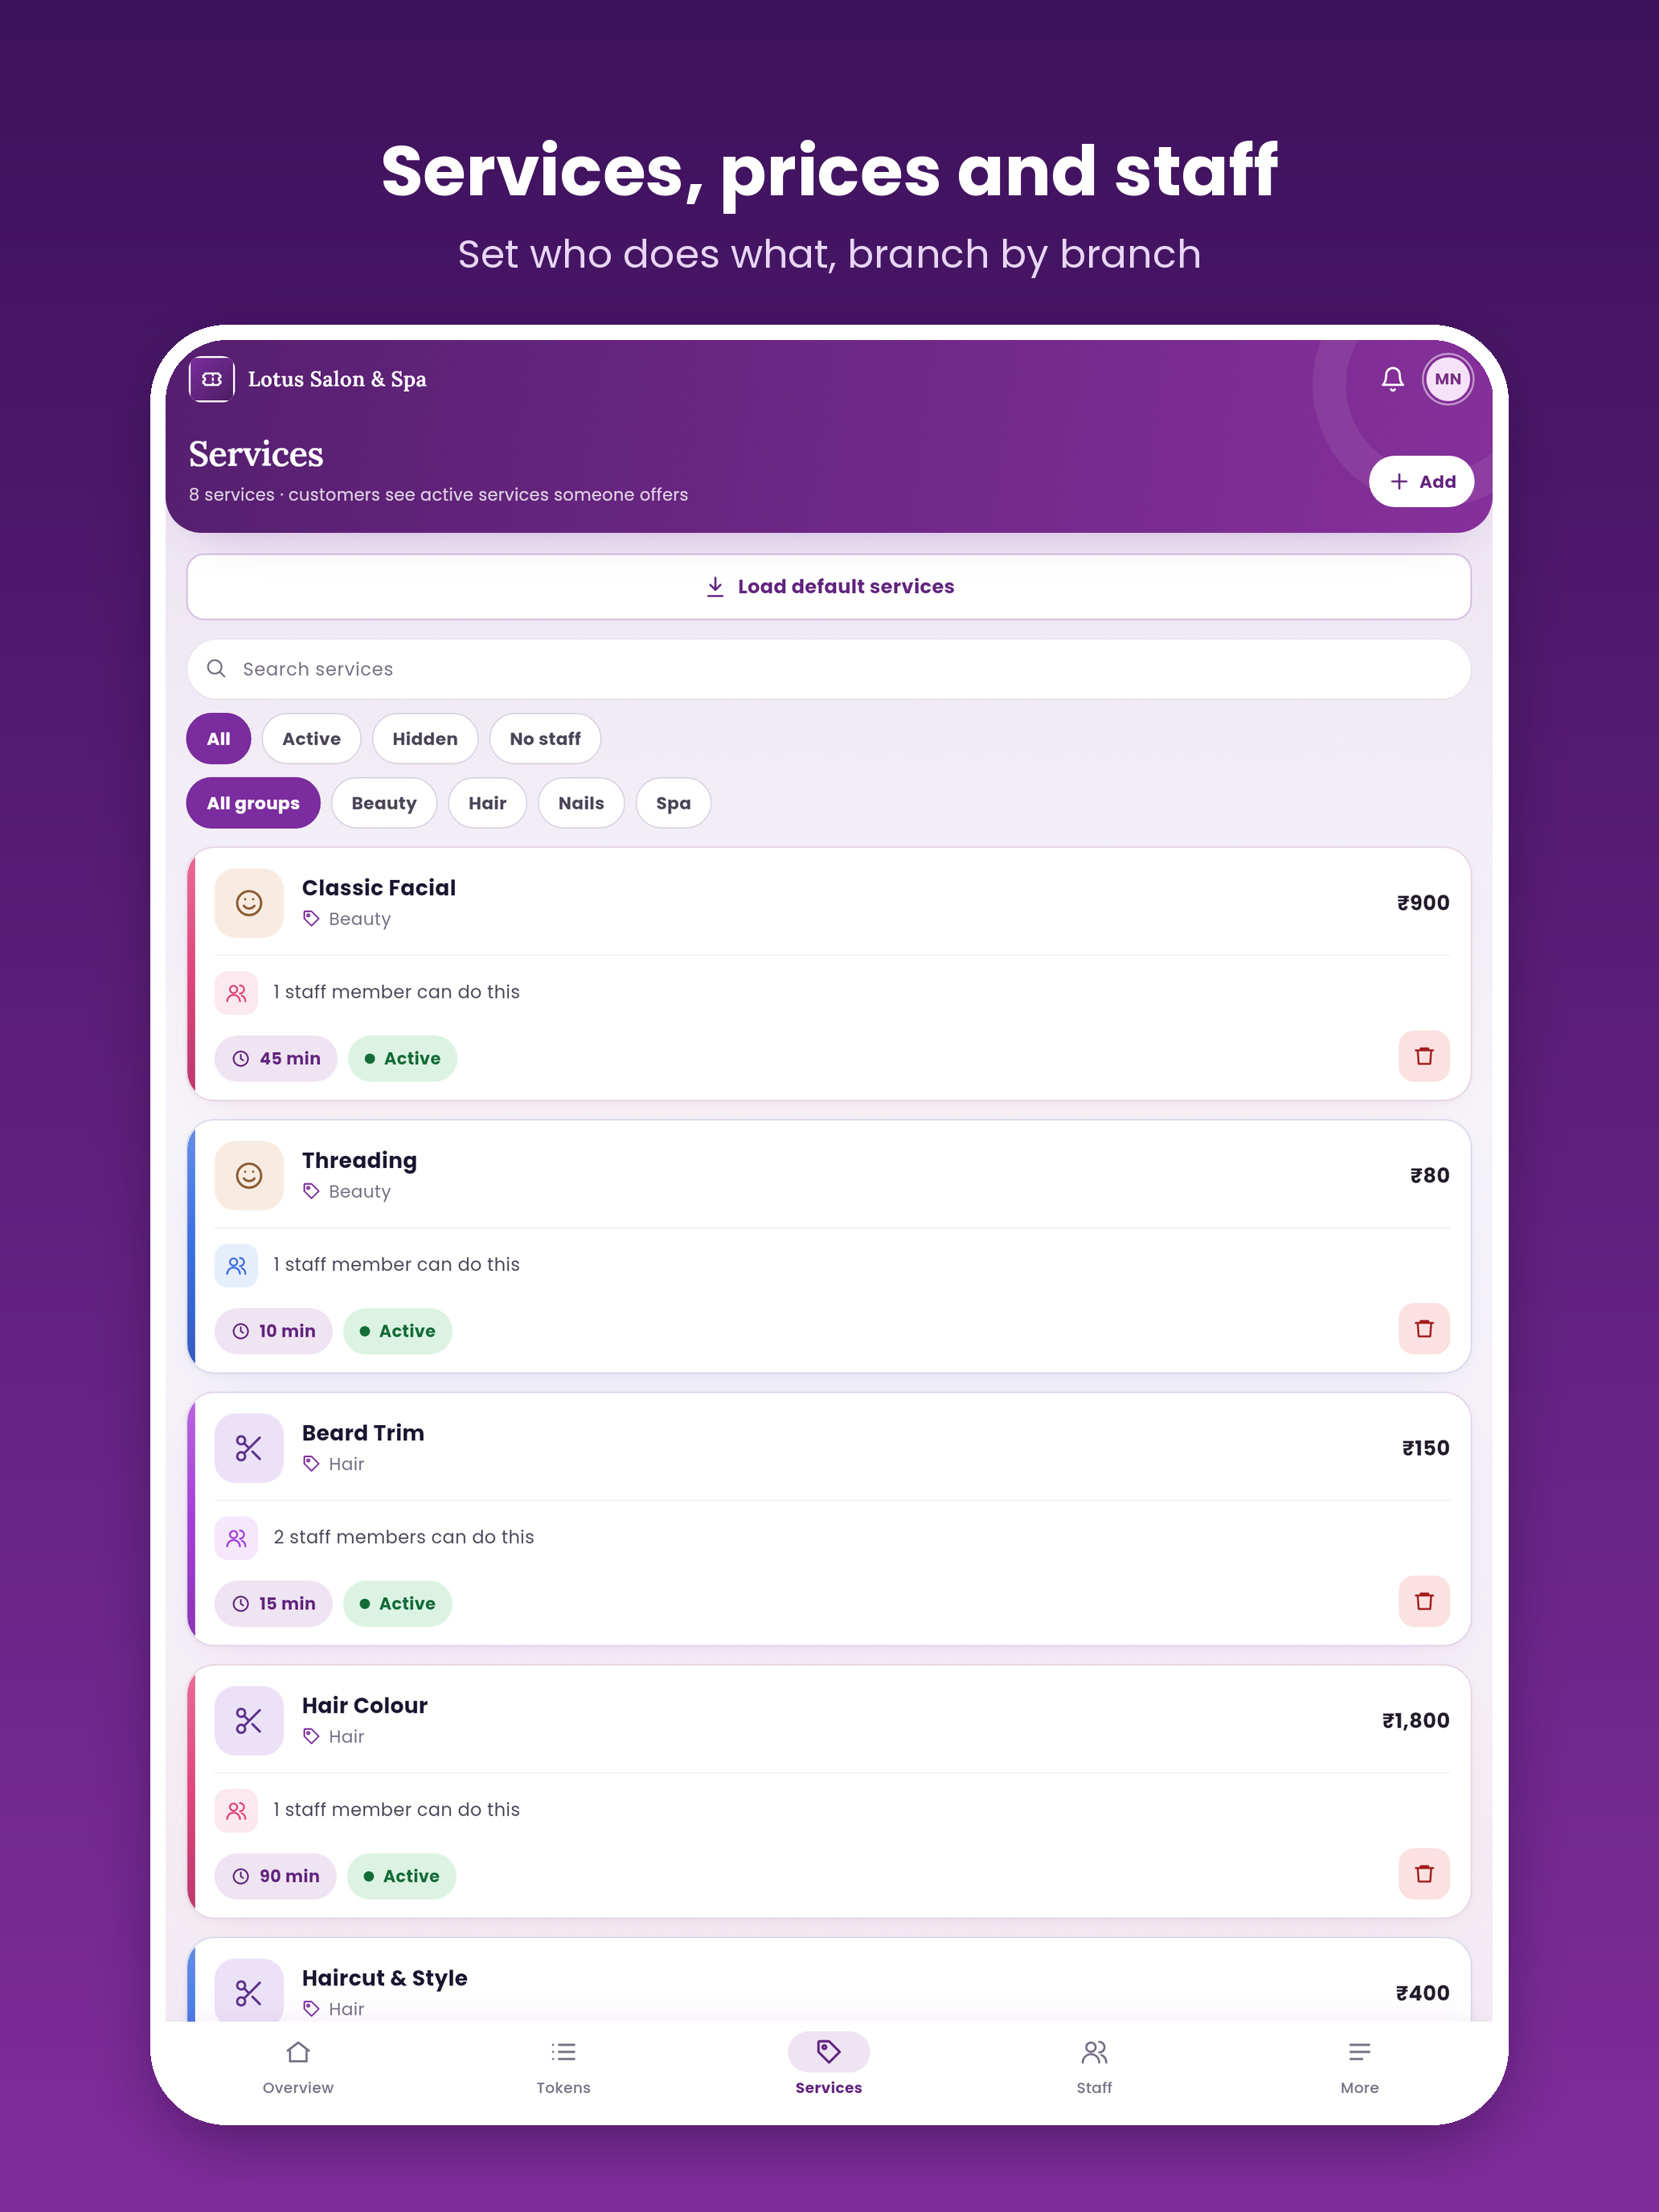 Services, prices and staff
Set who does what, branch by branch
Lotus Salon & Spa
MN
Services
8 services · customers see active services someone offers
Add
Load default services
Search services
All Active Hidden No staff
All groups Beauty Hair Nails Spa
Classic Facial
Beauty
₹900
1 staff member can do this
45 min Active
Threading
Beauty
₹80
1 staff member can do this
10 min Active
Beard Trim
Hair
₹150
2 staff members can do this
15 min Active
Hair Colour
Hair
₹1,800
1 staff member can do this
90 min Active
Haircut & Style
Hair
₹400
Overview Tokens Services Staff More